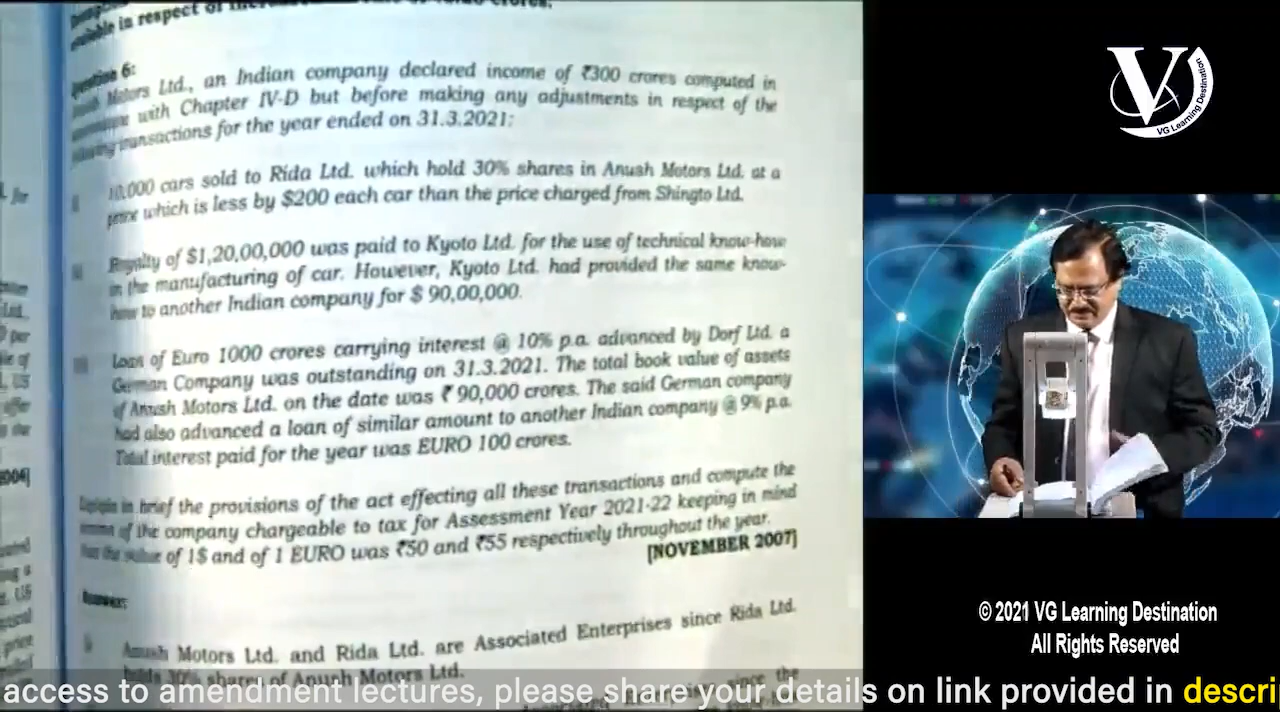 available in respect of
Question 6:
Motors Ltd., an Indian company declared income of ₹300 crores computed in
with Chapter IV-D but before making any adjustments in respect of the
transactions for the year ended on 31.3.2021:
10,000 cars sold to Rida Ltd. which hold 30% shares in Anush Motors Ltd. at a
price which is less by $200 each car than the price charged from Shingto Ltd.
Royalty of $1,20,00,000 was paid to Kyoto Ltd. for the use of technical know-how
in the manufacturing of car. However, Kyoto Ltd. had provided the same know-
how to another Indian company for $ 90,00,000.
Loan of Euro 1000 crores carrying interest @ 10% p.a. advanced by Dorf Ltd. a
German Company was outstanding on 31.3.2021. The total book value of assets
of Anush Motors Ltd. on the date was ₹ 90,000 crores. The said German company
had also advanced a loan of similar amount to another Indian company @ 9% p.a.
Total interest paid for the year was EURO 100 crores.
Explain in brief the provisions of the act effecting all these transactions and compute the
income of the company chargeable to tax for Assessment Year 2021-22 keeping in mind
that the value of 1$ and of 1 EURO was ₹50 and ₹55 respectively throughout the year.
[NOVEMBER 2007]
Answer:
Anush Motors Ltd. and Rida Ltd. are Associated Enterprises since Rida Ltd.
holds 30% shares of Anush Motors Ltd.
since the
V
VG Learning Destination
© 2021 VG Learning Destination
All Rights Reserved
access to amendment lectures, please share your details on link provided in descri